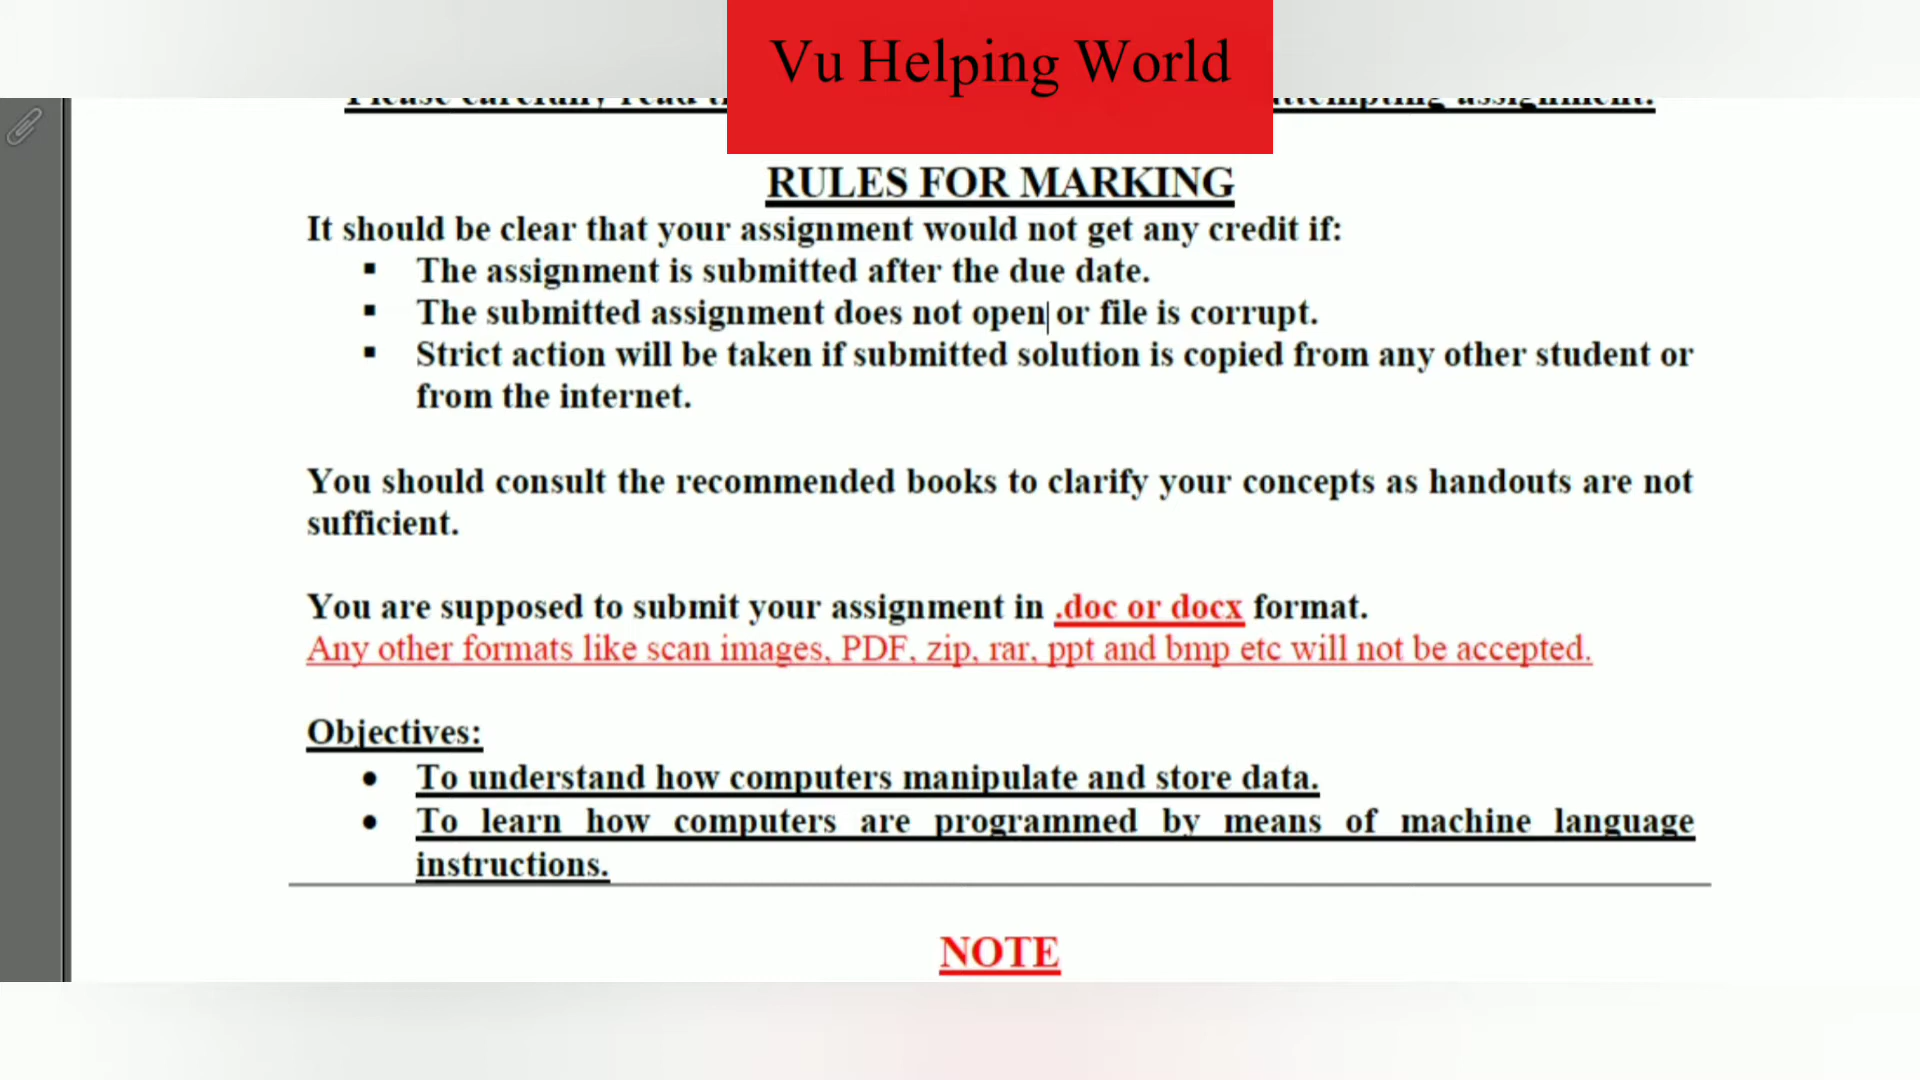 Vu Helping World
Please carefully read t
ttempting assignment.
RULES FOR MARKING
It should be clear that your assignment would not get any credit if:
▪ The assignment is submitted after the due date.
▪ The submitted assignment does not open or file is corrupt.
▪ Strict action will be taken if submitted solution is copied from any other student or
from the internet.
You should consult the recommended books to clarify your concepts as handouts are not
sufficient.
You are supposed to submit your assignment in .doc or docx format.
Any other formats like scan images, PDF, zip, rar, ppt and bmp etc will not be accepted.
Objectives:
• To understand how computers manipulate and store data.
• To learn how computers are programmed by means of machine language
instructions.
NOTE